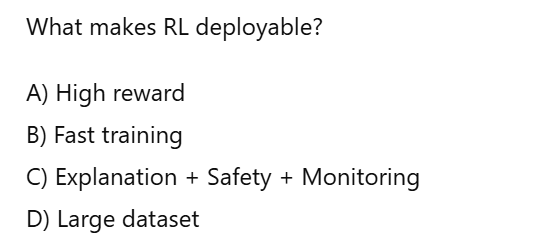 What makes RL deployable?
A) High reward
B) Fast training
C) Explanation + Safety + Monitoring
D) Large dataset